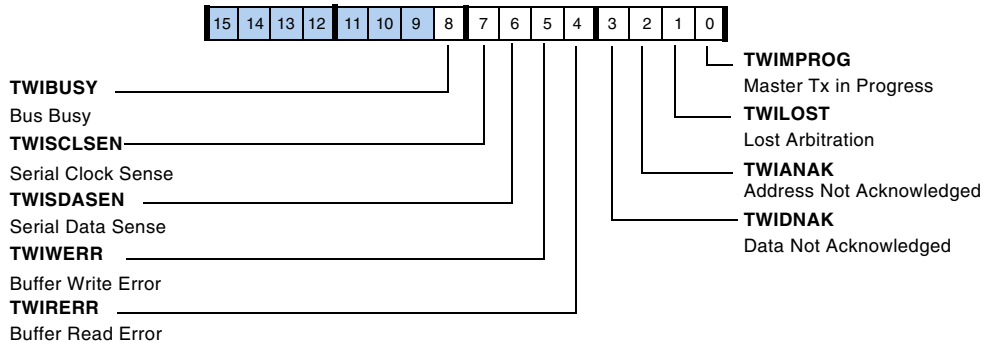 15 14 13 12 11 10 9 8 7 6 5 4 3 2 1 0
TWIBUSY
Bus Busy
TWISCLSEN
Serial Clock Sense
TWISDASEN
Serial Data Sense
TWIWERR
Buffer Write Error
TWIRERR
Buffer Read Error
TWIMPROG
Master Tx in Progress
TWILOST
Lost Arbitration
TWIANAK
Address Not Acknowledged
TWIDNAK
Data Not Acknowledged